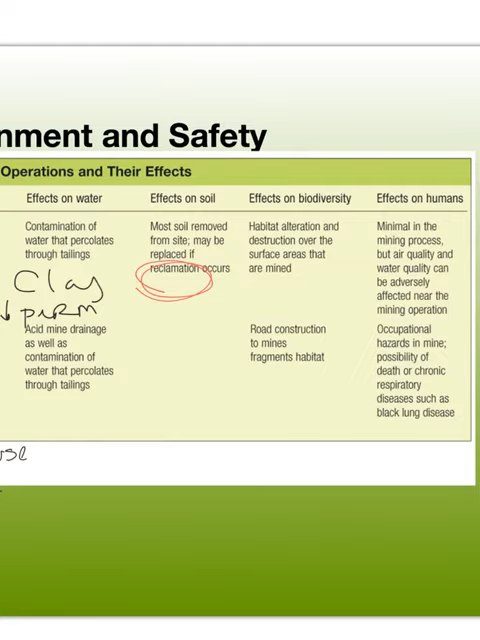 nment and Safety
Operations and Their Effects
Effects on water
Effects on soil
Effects on biodiversity
Effects on humans
Contamination of
water that percolates
through tailings
Most soil removed
from site; may be
replaced if
reclamation occurs
Habitat alteration and
destruction over the
surface areas that
are mined
Minimal in the
mining process,
but air quality and
water quality can
be adversely
affected near the
mining operation
Clay
↓ perm
Acid mine drainage
as well as
contamination of
water that percolates
through tailings
Road construction
to mines
fragments habitat
Occupational
hazards in mine;
possibility of
death or chronic
respiratory
diseases such as
black lung disease